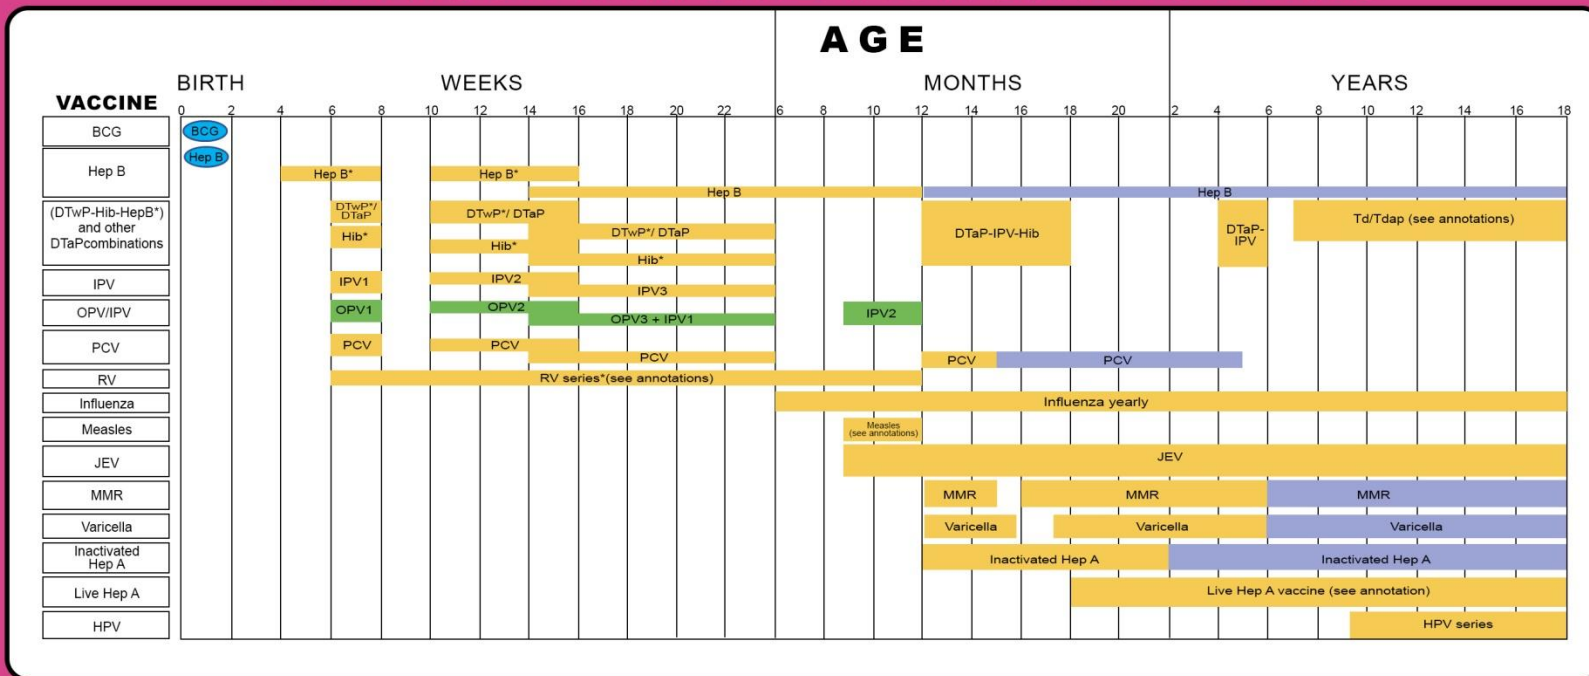 AGE
BIRTH WEEKS MONTHS YEARS
VACCINE
0 2 4 6 8 10 12 14 16 18 20 22 6 8 10 12 14 16 18 20 2 4 6 8 10 12 14 16 18
BCG BCG
Hep B
Hep B
Hep B* Hep B*
Hep B Hep B
(DTwP-Hib-HepB*)
and other
DTaPcombinations
DTwP*/
DTaP
DTwP*/ DTaP
DTwP*/ DTaP
Hib*
Hib*
Hib*
DTaP-IPV-Hib
DTaP-
IPV
Td/Tdap (see annotations)
IPV IPV1 IPV2
IPV3
OPV/IPV OPV1 OPV2
OPV3 + IPV1
IPV2
PCV PCV PCV
PCV
PCV PCV
RV RV series*(see annotations)
Influenza Influenza yearly
Measles
Measles
(see annotations)
JEV JEV
MMR MMR MMR MMR
Varicella Varicella Varicella Varicella
Inactivated
Hep A
Inactivated Hep A Inactivated Hep A
Live Hep A Live Hep A vaccine (see annotation)
HPV HPV series